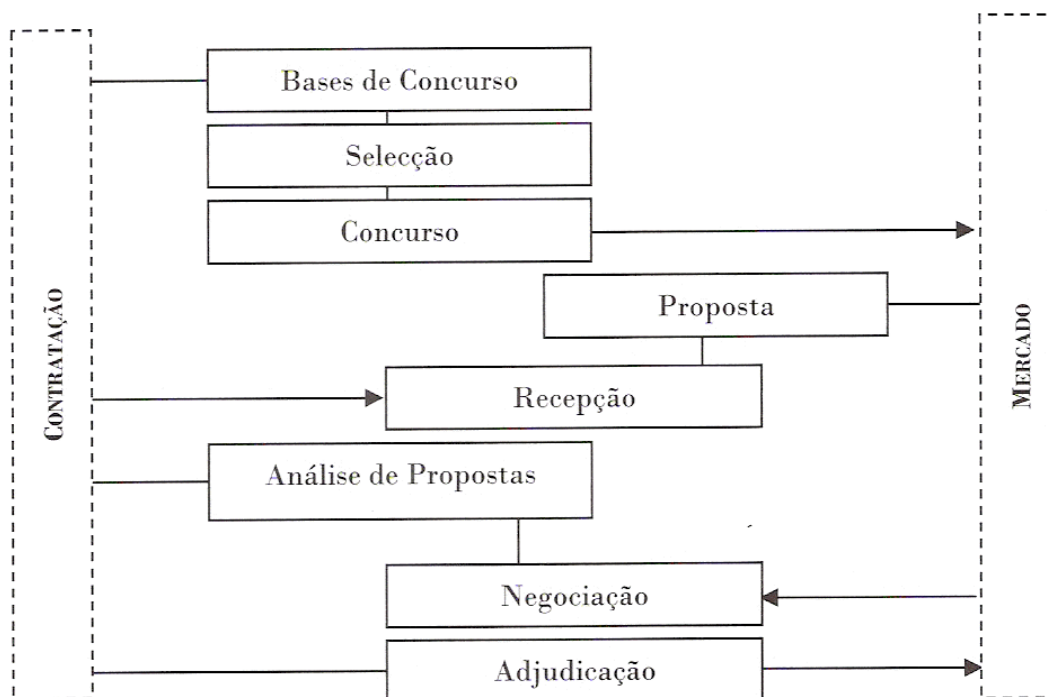 Bases de Concurso
Selecção
Concurso
Proposta
CONTRATAÇÃO
MERCADO
Recepção
Análise de Propostas
Negociação
Adjudicação